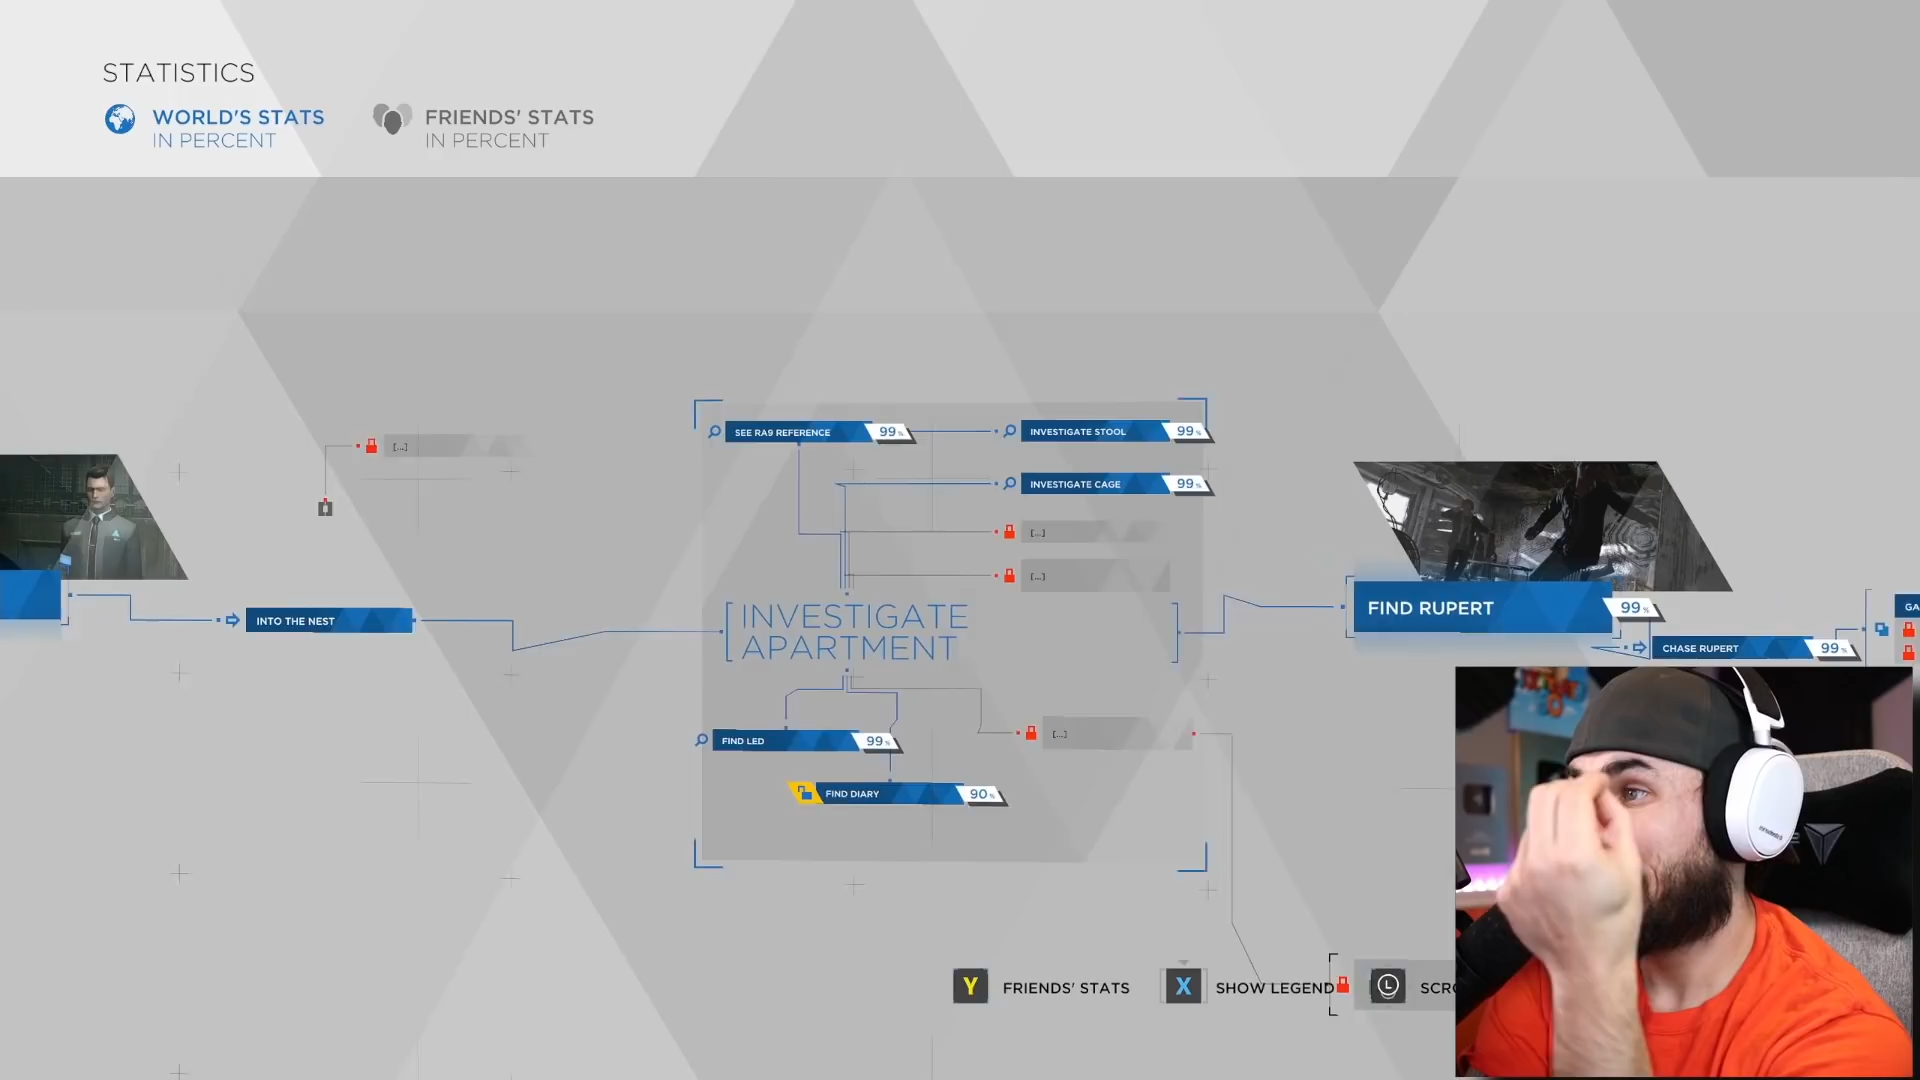 STATISTICS
WORLD'S STATS
IN PERCENT
FRIENDS' STATS
IN PERCENT
[...]
SEE RA9 REFERENCE 99%
INVESTIGATE STOOL 99%
INVESTIGATE CAGE 99%
[...]
[...]
INTO THE NEST
INVESTIGATE
APARTMENT
FIND RUPERT 99%
GA
CHASE RUPERT 99%
FIND LED 99%
[...]
FIND DIARY 90%
Y FRIENDS' STATS
X SHOW LEGEND
L SCRO